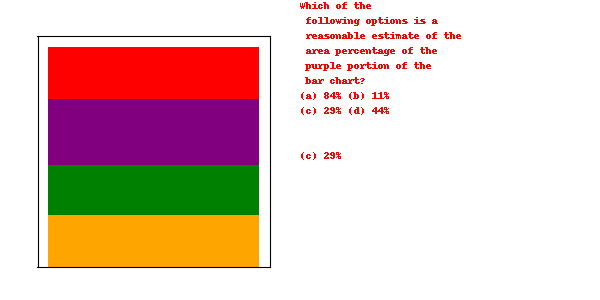 Which of the
following options is a
reasonable estimate of the
area percentage of the
purple portion of the
bar chart?
(a) 84% (b) 11%
(c) 29% (d) 44%
(c) 29%